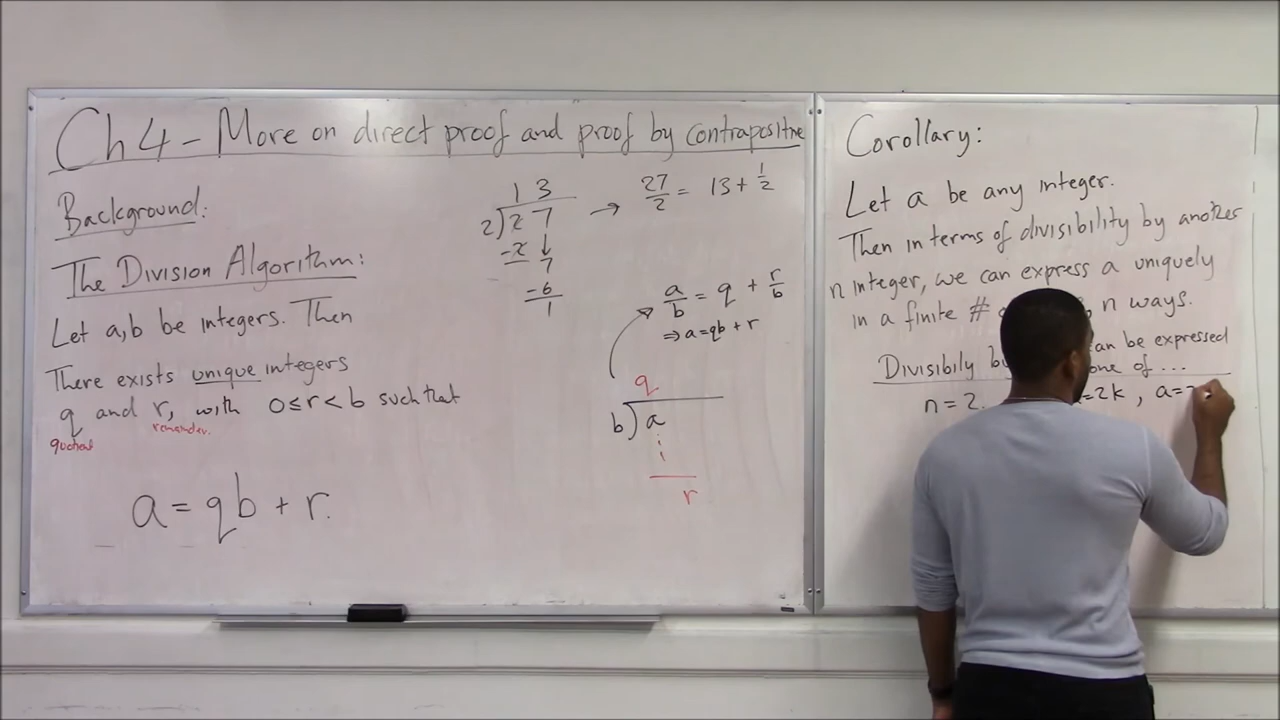 Ch 4 - More on direct proof and proof by contrapositive
Background:
The Division Algorithm:
Let a,b be integers. Then
There exists unique integers
q and r, with 0≤r<b such that
quotient remainder.
a = qb + r.
1 3
2)2 7
-2 ↓
7
-6
1
→ 27/2 = 13 + 1/2
a/b = q + r/b
⇒ a=qb+r
q
b)a
r
Corollary:
Let a be any integer.
Then in terms of divisibility by another
n integer, we can express a uniquely
in a finite # n ways.
Divisibily can be expressed
one of ...
n = 2. =2k , a=